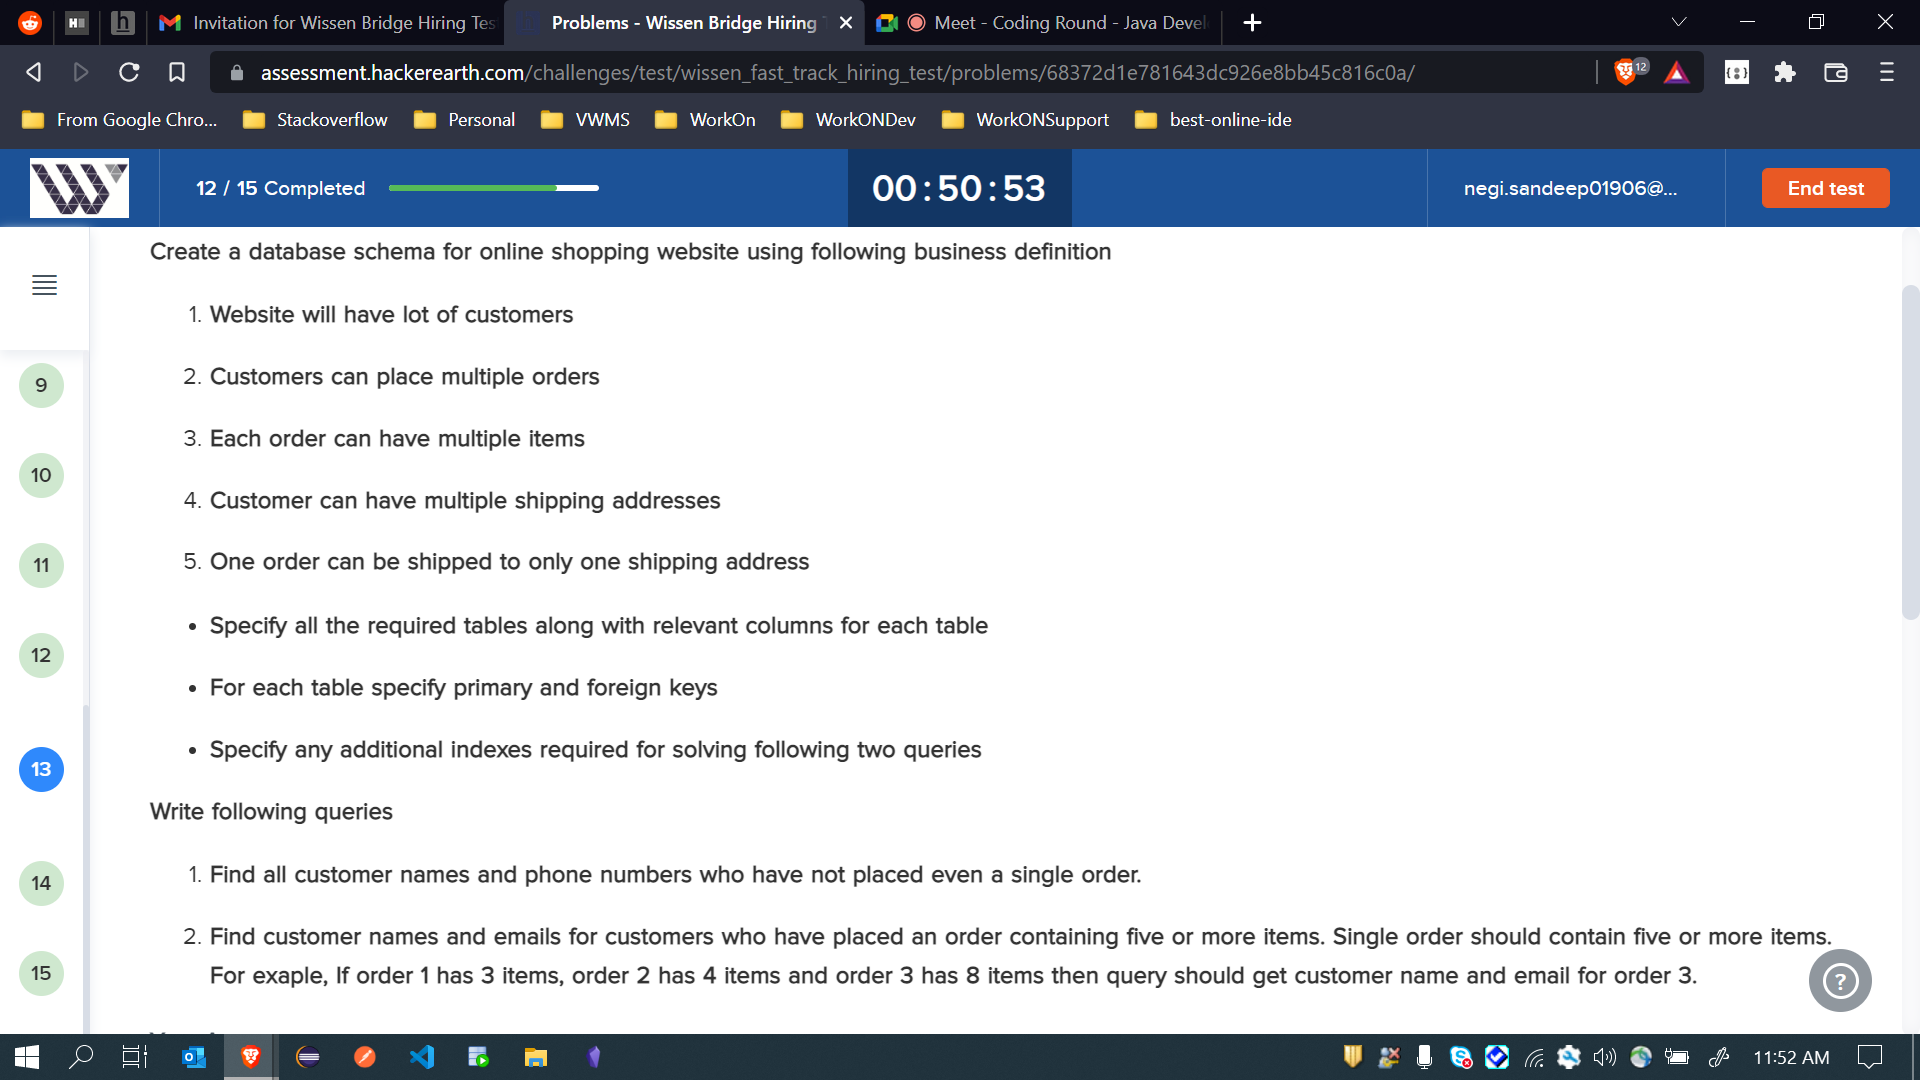 Invitation for Wissen Bridge Hiring Tes
Problems - Wissen Bridge Hiring
Meet - Coding Round - Java Devel
assessment.hackerearth.com/challenges/test/wissen_fast_track_hiring_test/problems/68372d1e781643dc926e8bb45c816c0a/
12
From Google Chro...
Stackoverflow
Personal
VWMS
WorkOn
WorkONDev
WorkONSupport
best-online-ide
12 / 15 Completed
00:50:53
negi.sandeep01906@...
End test
Create a database schema for online shopping website using following business definition
1. Website will have lot of customers
2. Customers can place multiple orders
3. Each order can have multiple items
4. Customer can have multiple shipping addresses
5. One order can be shipped to only one shipping address
• Specify all the required tables along with relevant columns for each table
• For each table specify primary and foreign keys
• Specify any additional indexes required for solving following two queries
Write following queries
1. Find all customer names and phone numbers who have not placed even a single order.
2. Find customer names and emails for customers who have placed an order containing five or more items. Single order should contain five or more items.
For exaple, If order 1 has 3 items, order 2 has 4 items and order 3 has 8 items then query should get customer name and email for order 3.
9
10
11
12
13
14
15
?
11:52 AM